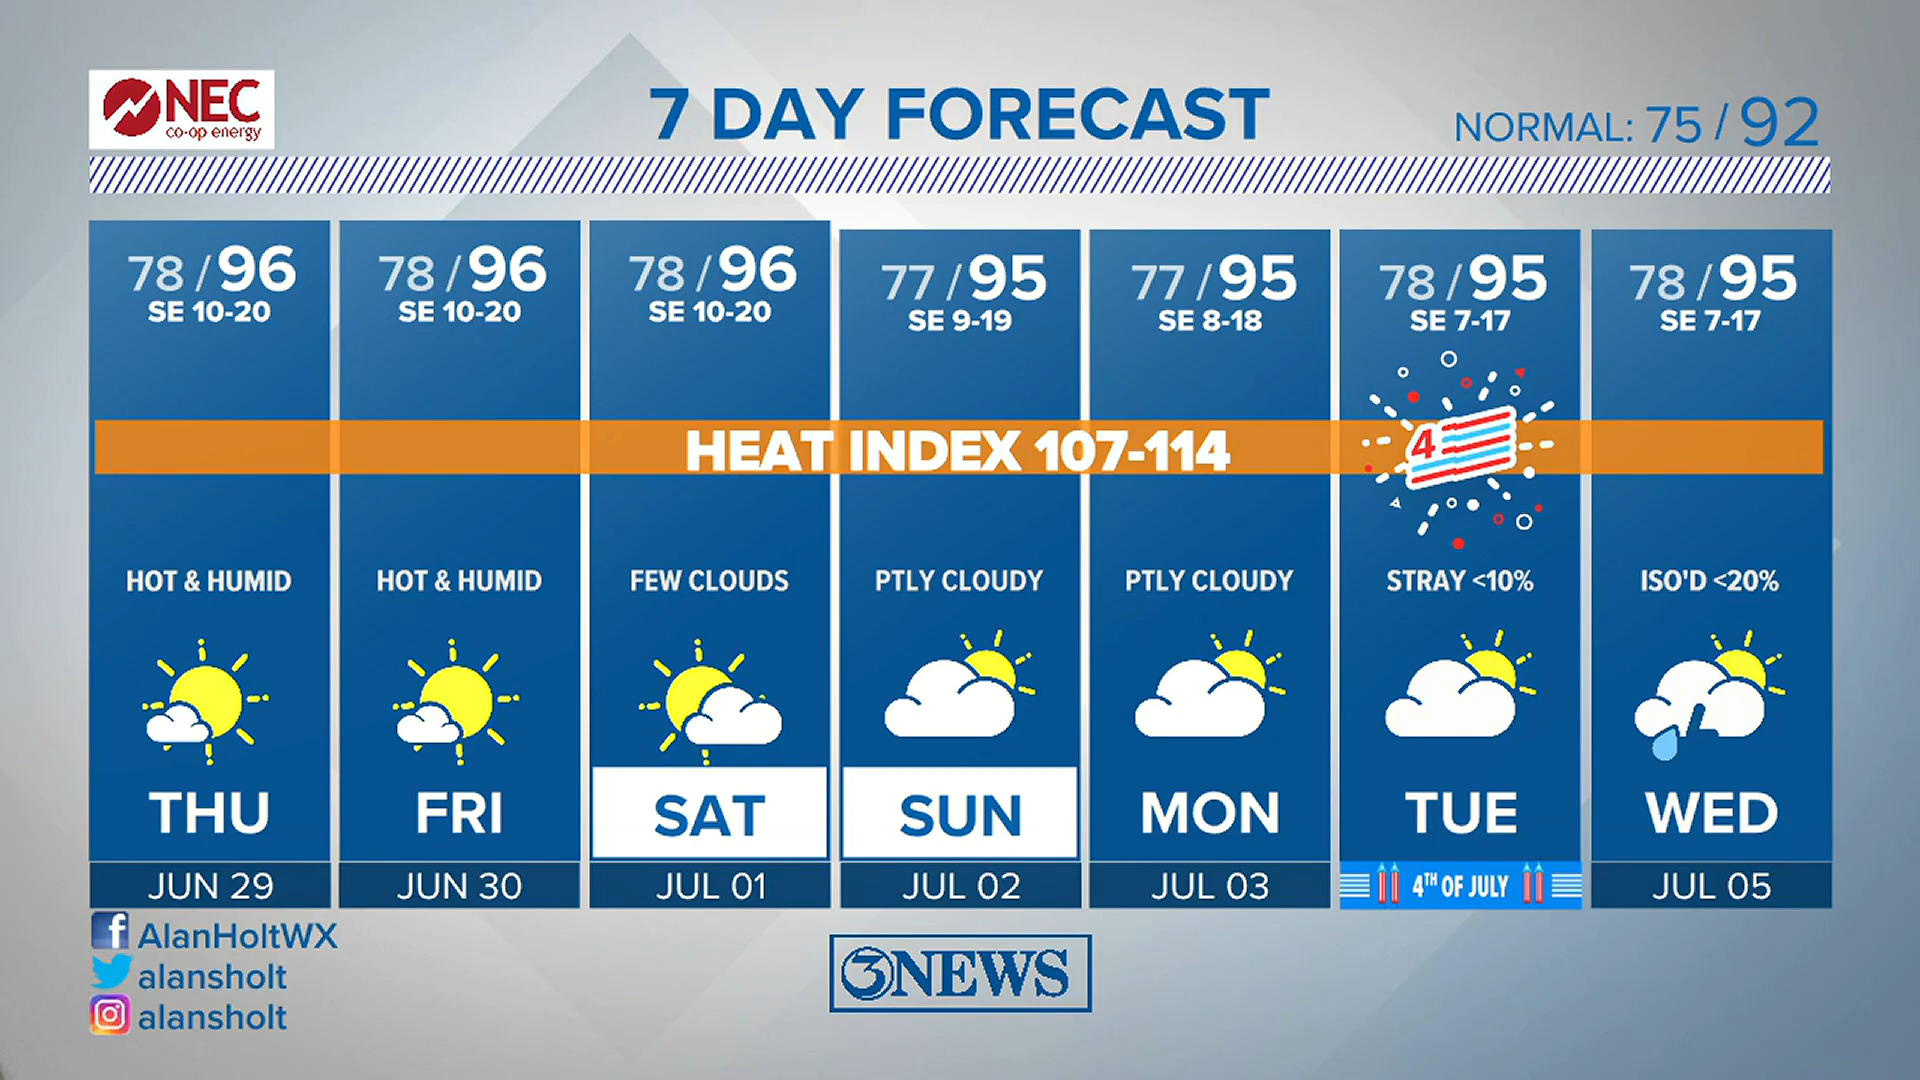 NEC
co-op energy
7 DAY FORECAST
NORMAL: 75 / 92
78 / 96
SE 10-20
78 / 96
SE 10-20
78 / 96
SE 10-20
77 / 95
SE 9-19
77 / 95
SE 8-18
78 / 95
SE 7-17
78 / 95
SE 7-17
HEAT INDEX 107-114
4
HOT & HUMID
HOT & HUMID
FEW CLOUDS
PTLY CLOUDY
PTLY CLOUDY
STRAY <10%
ISO'D <20%
THU
FRI
SAT
SUN
MON
TUE
WED
JUN 29
JUN 30
JUL 01
JUL 02
JUL 03
4TH OF JULY
JUL 05
f AlanHoltWX
alansholt
alansholt
3NEWS